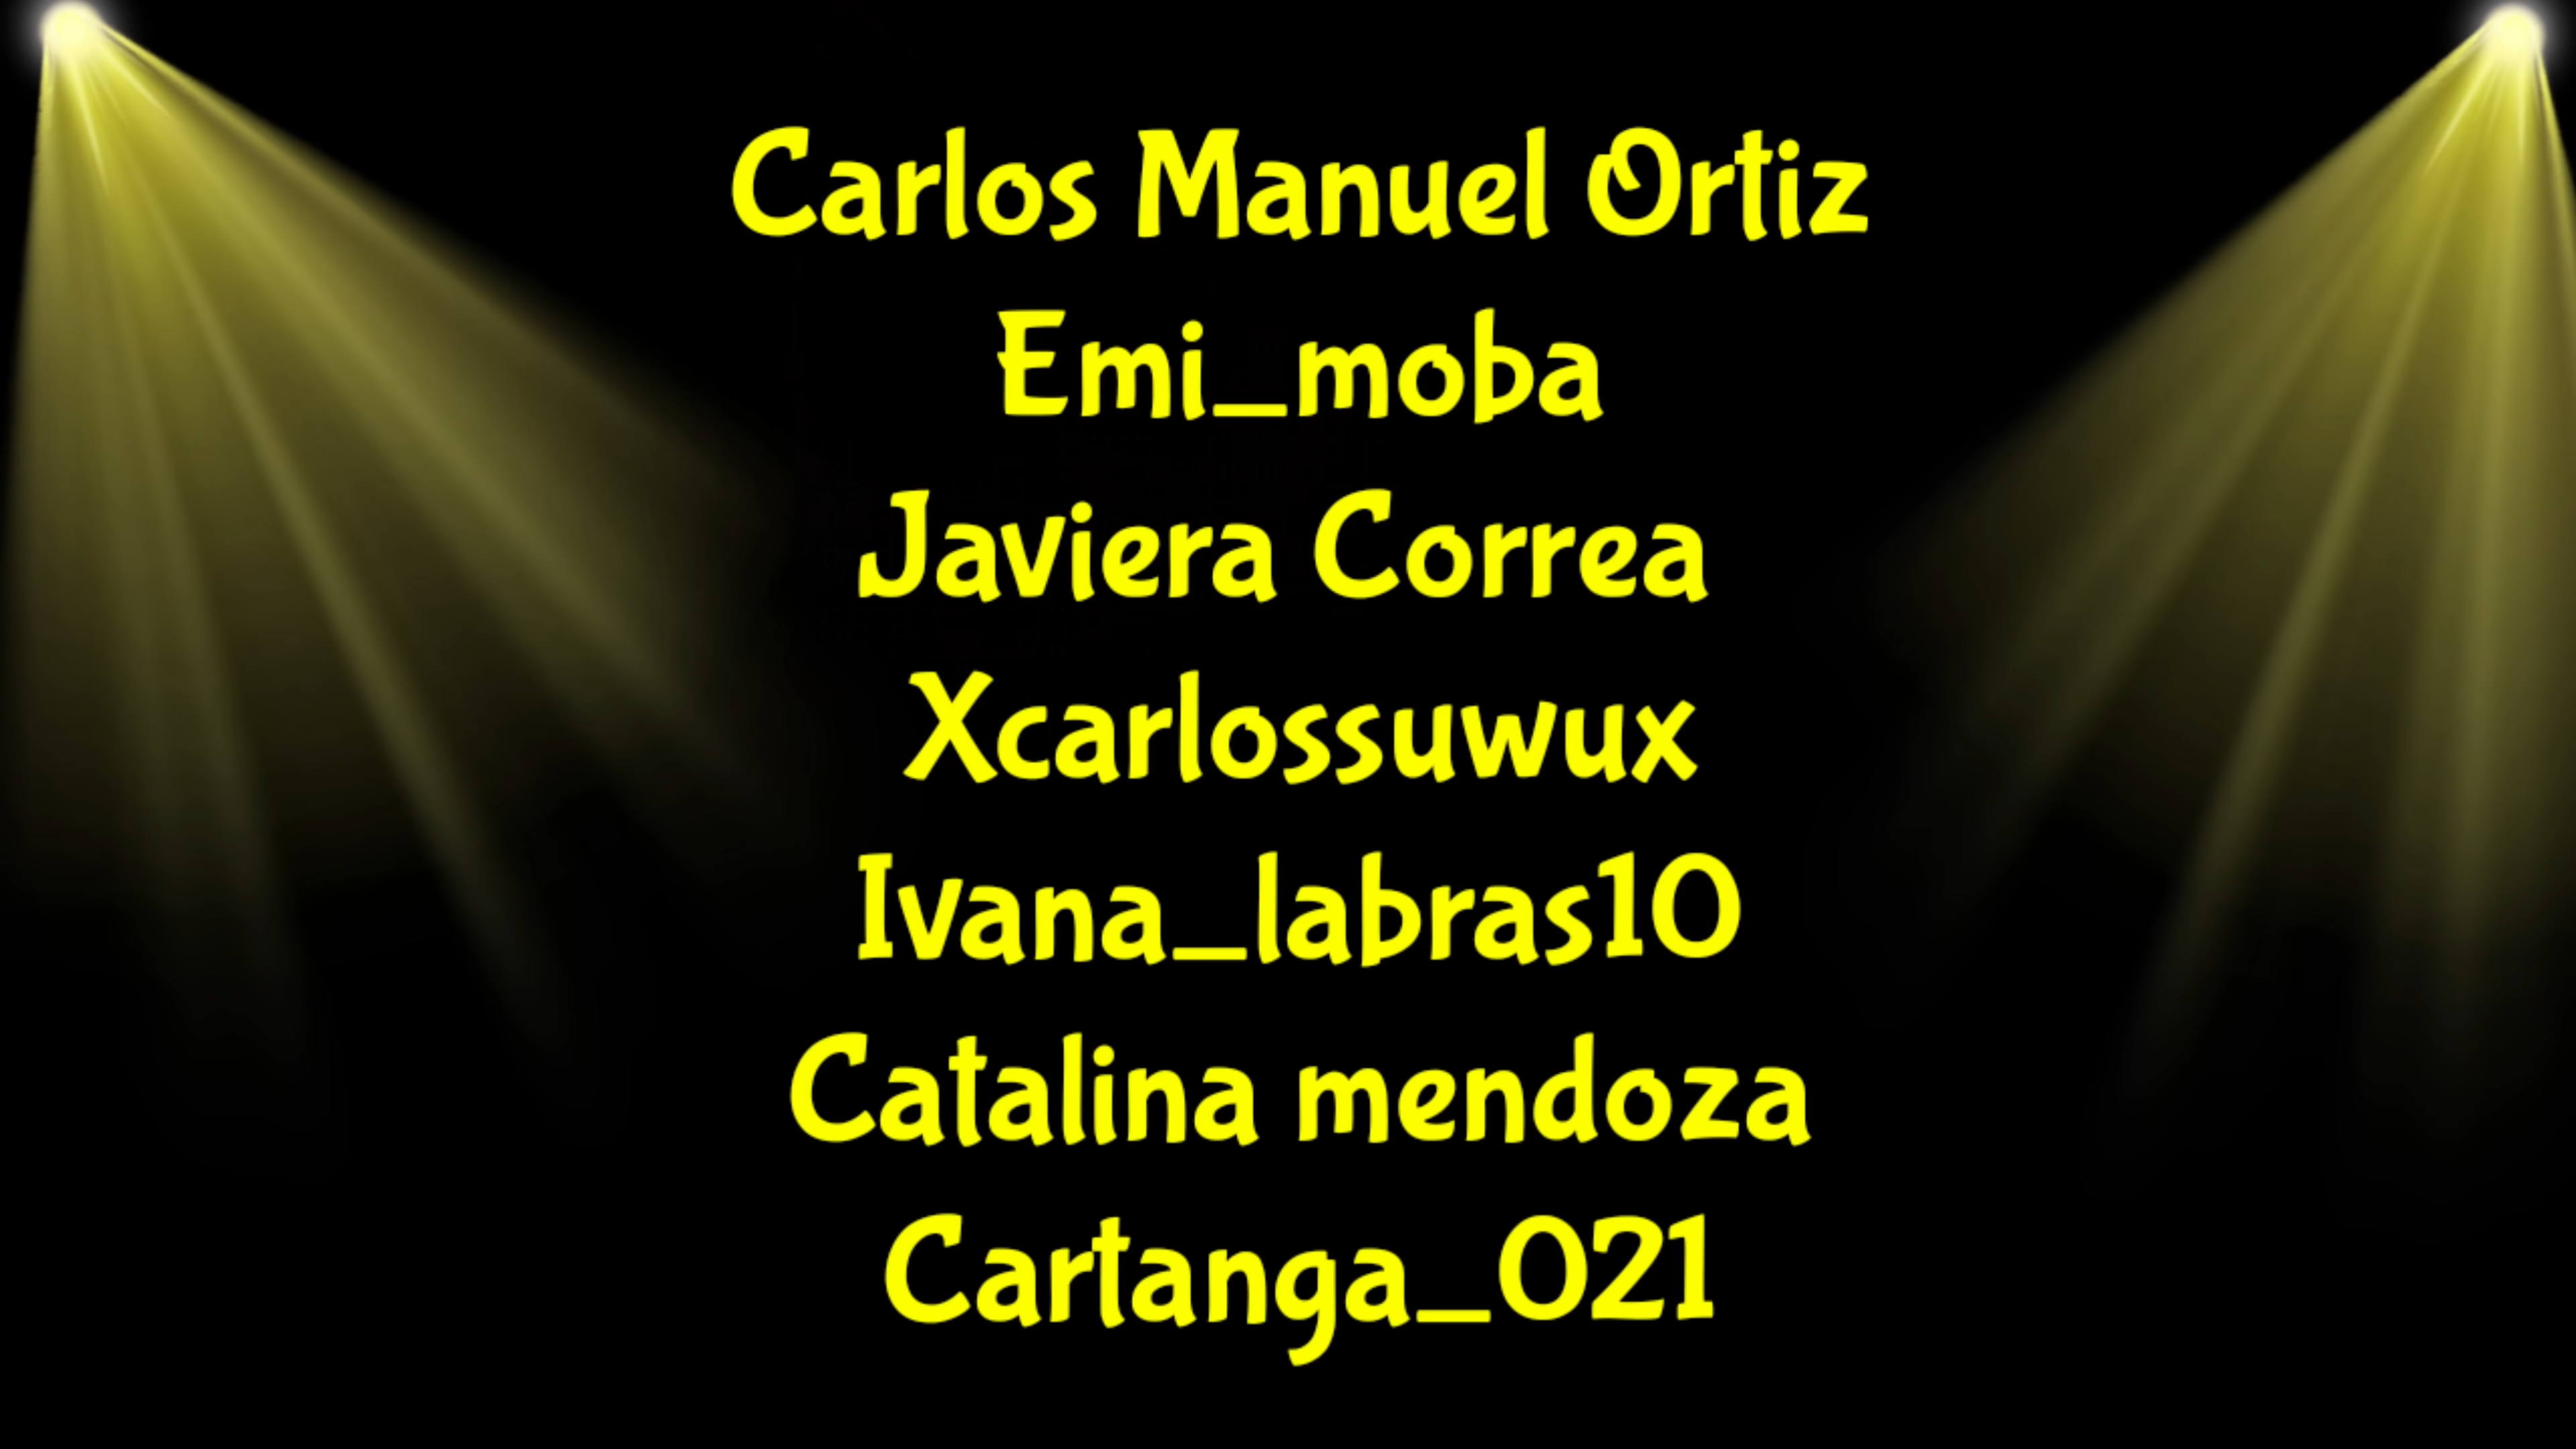 Carlos Manuel Ortiz
Emi_moba
Javiera Correa
Xcarlossuwux
Ivana_labras10
Catalina mendoza
Cartanga_021